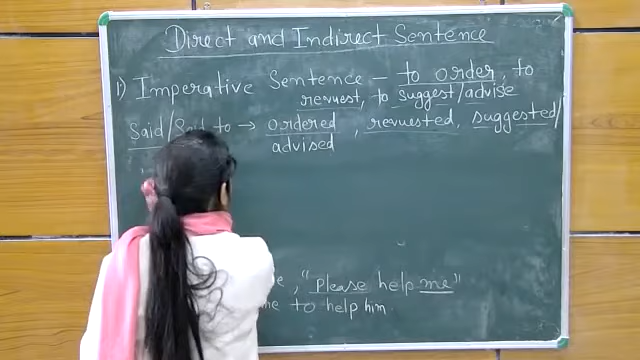 Direct and Indirect Sentence
1) Imperative Sentence - to order, to
revuest, to suggest/advise
Said/Said to → ordered, revuested, suggested/
advised
e, "Please help me"
me to help him